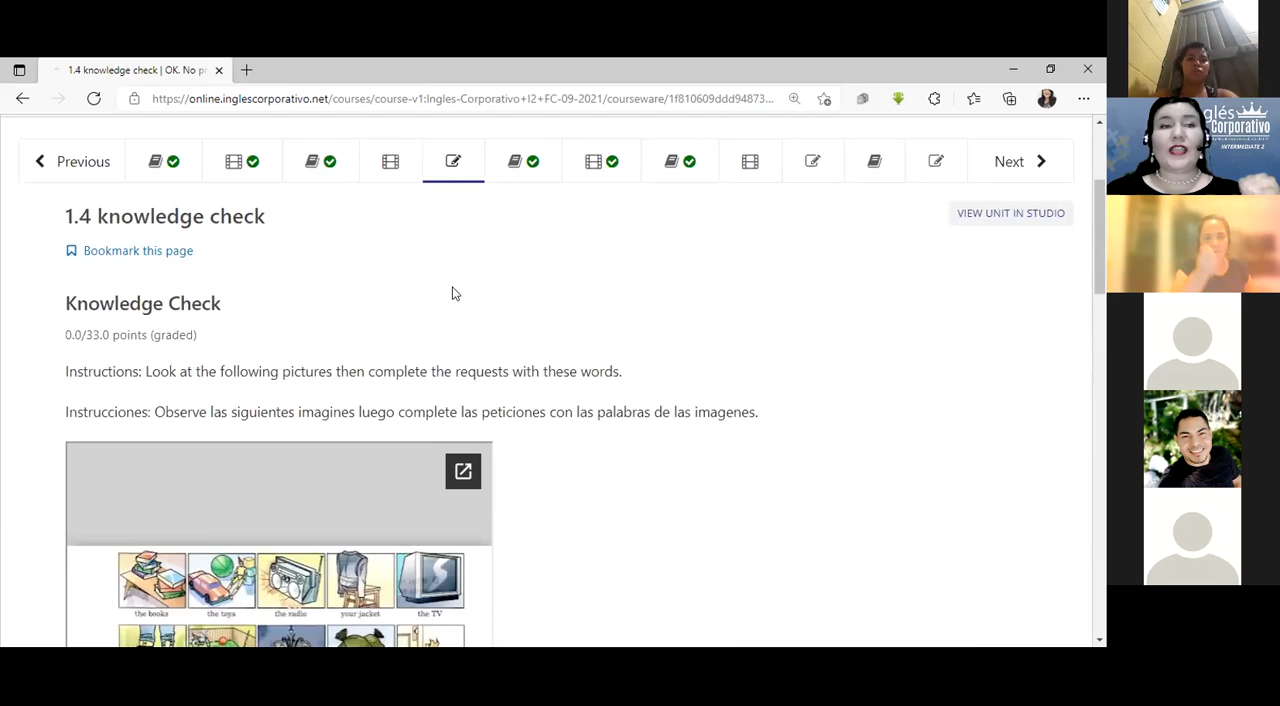 1.4 knowledge check | OK. No pr
https://online.inglescorporativo.net/courses/course-v1:Ingles-Corporativo+I2+FC-09-2021/courseware/1f810609ddd94873...
Previous
Next
1.4 knowledge check
VIEW UNIT IN STUDIO
Bookmark this page
Knowledge Check
0.0/33.0 points (graded)
Instructions: Look at the following pictures then complete the requests with these words.
Instrucciones: Observe las siguientes imagines luego complete las peticiones con las palabras de las imagenes.
the books
the toys
the radio
your jacket
the TV
glés
Corporativo
INTERMEDIATE 2